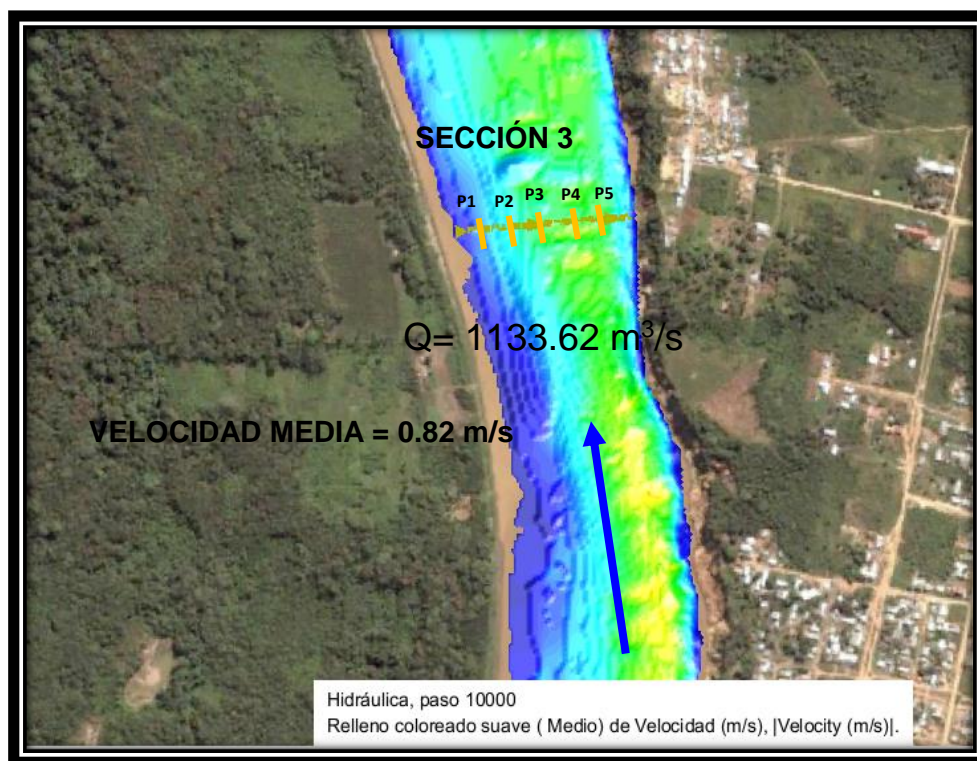 SECCIÓN 3
P1 P2 P3 P4 P5
Q= 1133.62 m³/s
VELOCIDAD MEDIA = 0.82 m/s
Hidráulica, paso 10000
Relleno coloreado suave ( Medio) de Velocidad (m/s), |Velocity (m/s)|.